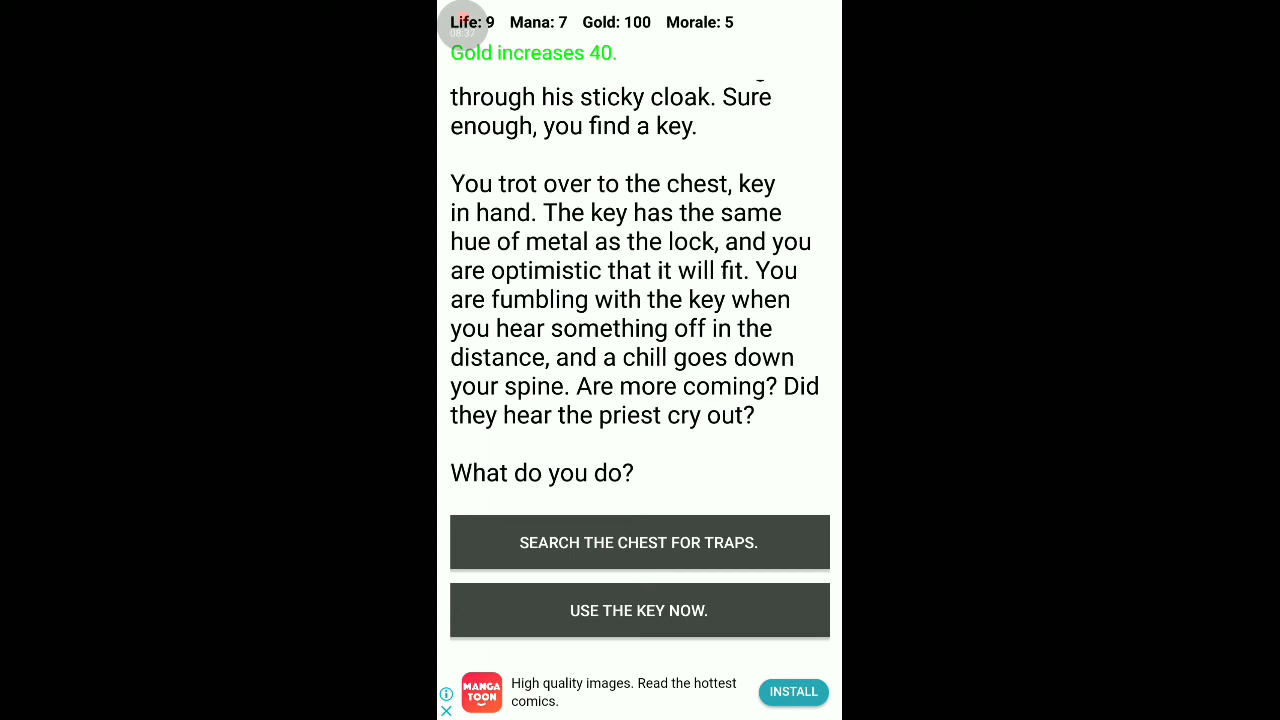 Life: 9 Mana: 7 Gold: 100 Morale: 5
08:37
Gold increases 40.
through his sticky cloak. Sure
enough, you find a key.
You trot over to the chest, key
in hand. The key has the same
hue of metal as the lock, and you
are optimistic that it will fit. You
are fumbling with the key when
you hear something off in the
distance, and a chill goes down
your spine. Are more coming? Did
they hear the priest cry out?
What do you do?
SEARCH THE CHEST FOR TRAPS.
USE THE KEY NOW.
MANGA
TOON
High quality images. Read the hottest
comics.
INSTALL